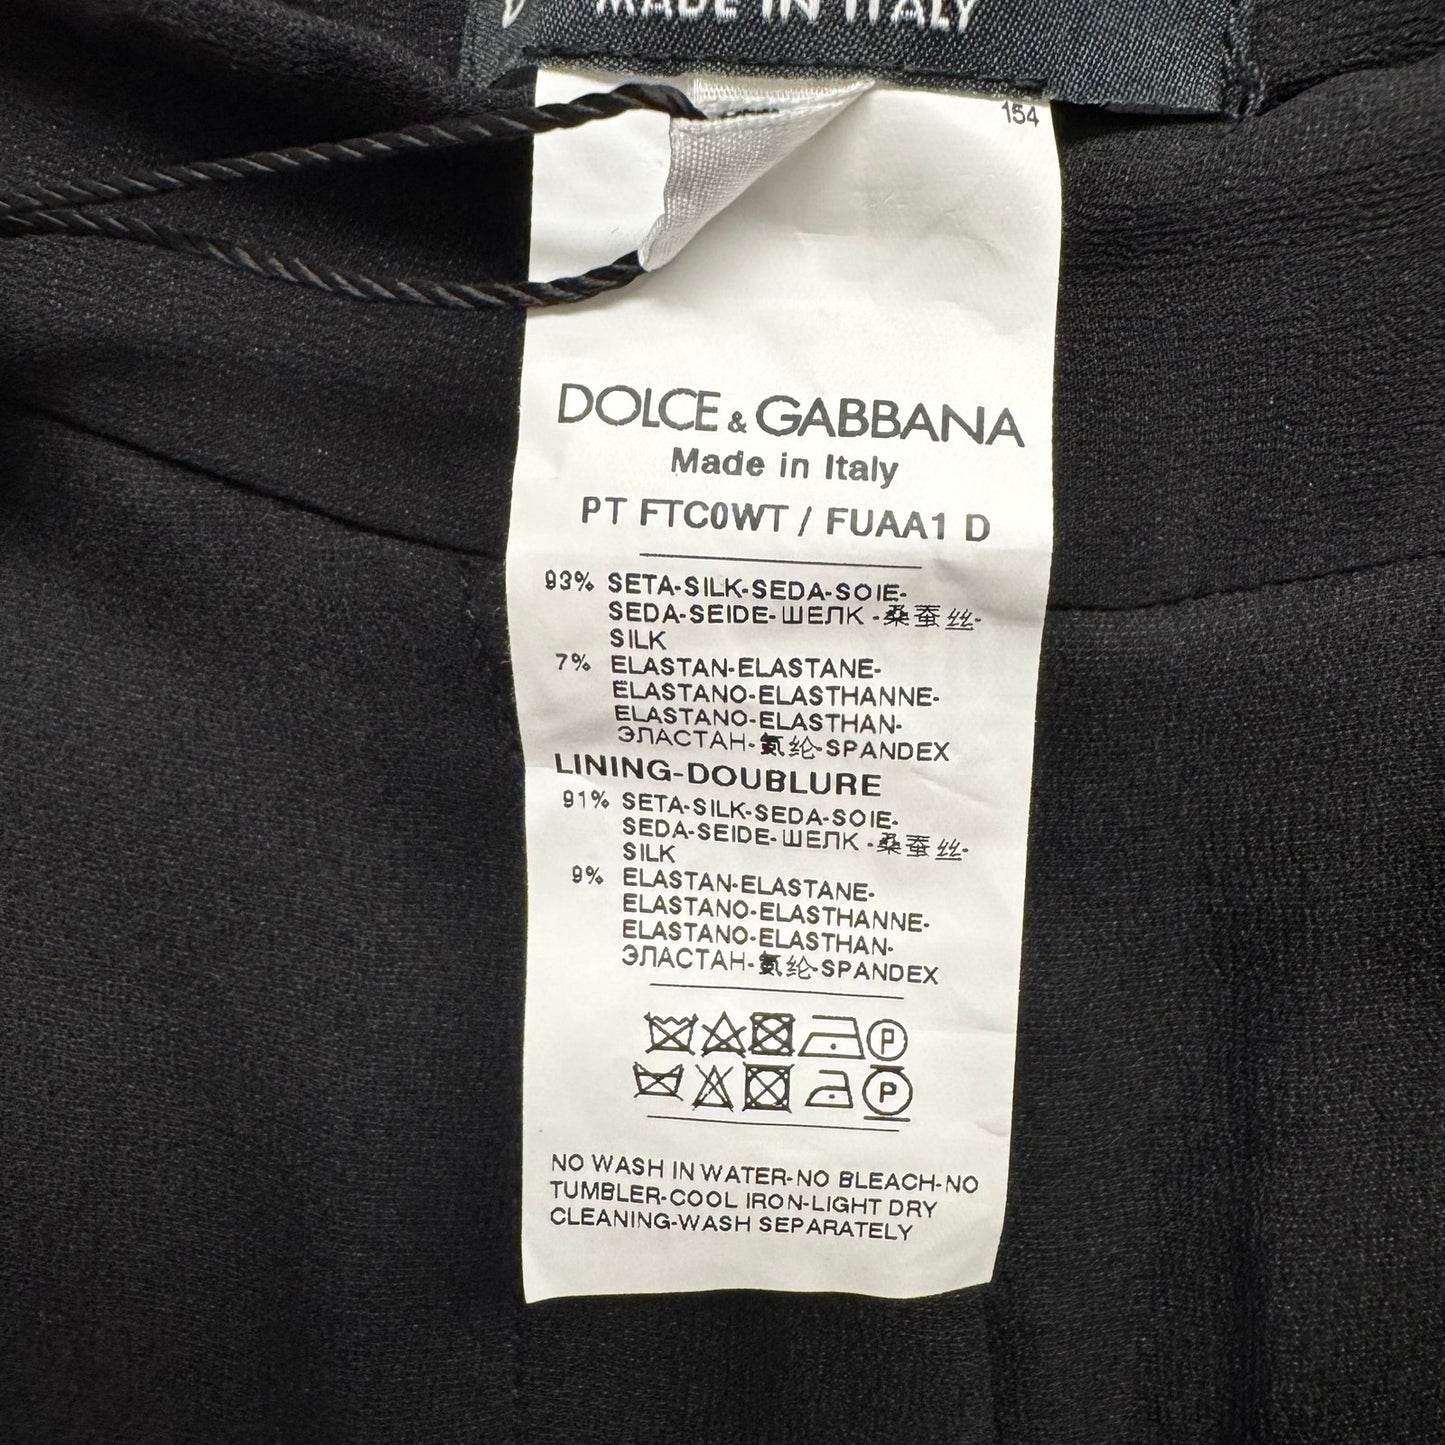 MADE IN ITALY
154
DOLCE & GABBANA
Made in Italy
PT FTC0WT / FUAA1 D
93% SETA-SILK-SEDA-SOIE-
SEDA-SEIDE-ШЕЛК-桑蚕丝-
SILK
7% ELASTAN-ELASTANE-
ELASTANO-ELASTHANNE-
ELASTANO-ELASTHAN-
ЭЛАСТАН-氨纶-SPANDEX
LINING-DOUBLURE
91% SETA-SILK-SEDA-SOIE-
SEDA-SEIDE-ШЕЛК-桑蚕丝-
SILK
9% ELASTAN-ELASTANE-
ELASTANO-ELASTHANNE-
ELASTANO-ELASTHAN-
ЭЛАСТАН-氨纶-SPANDEX
P
P
NO WASH IN WATER-NO BLEACH-NO
TUMBLER-COOL IRON-LIGHT DRY
CLEANING-WASH SEPARATELY